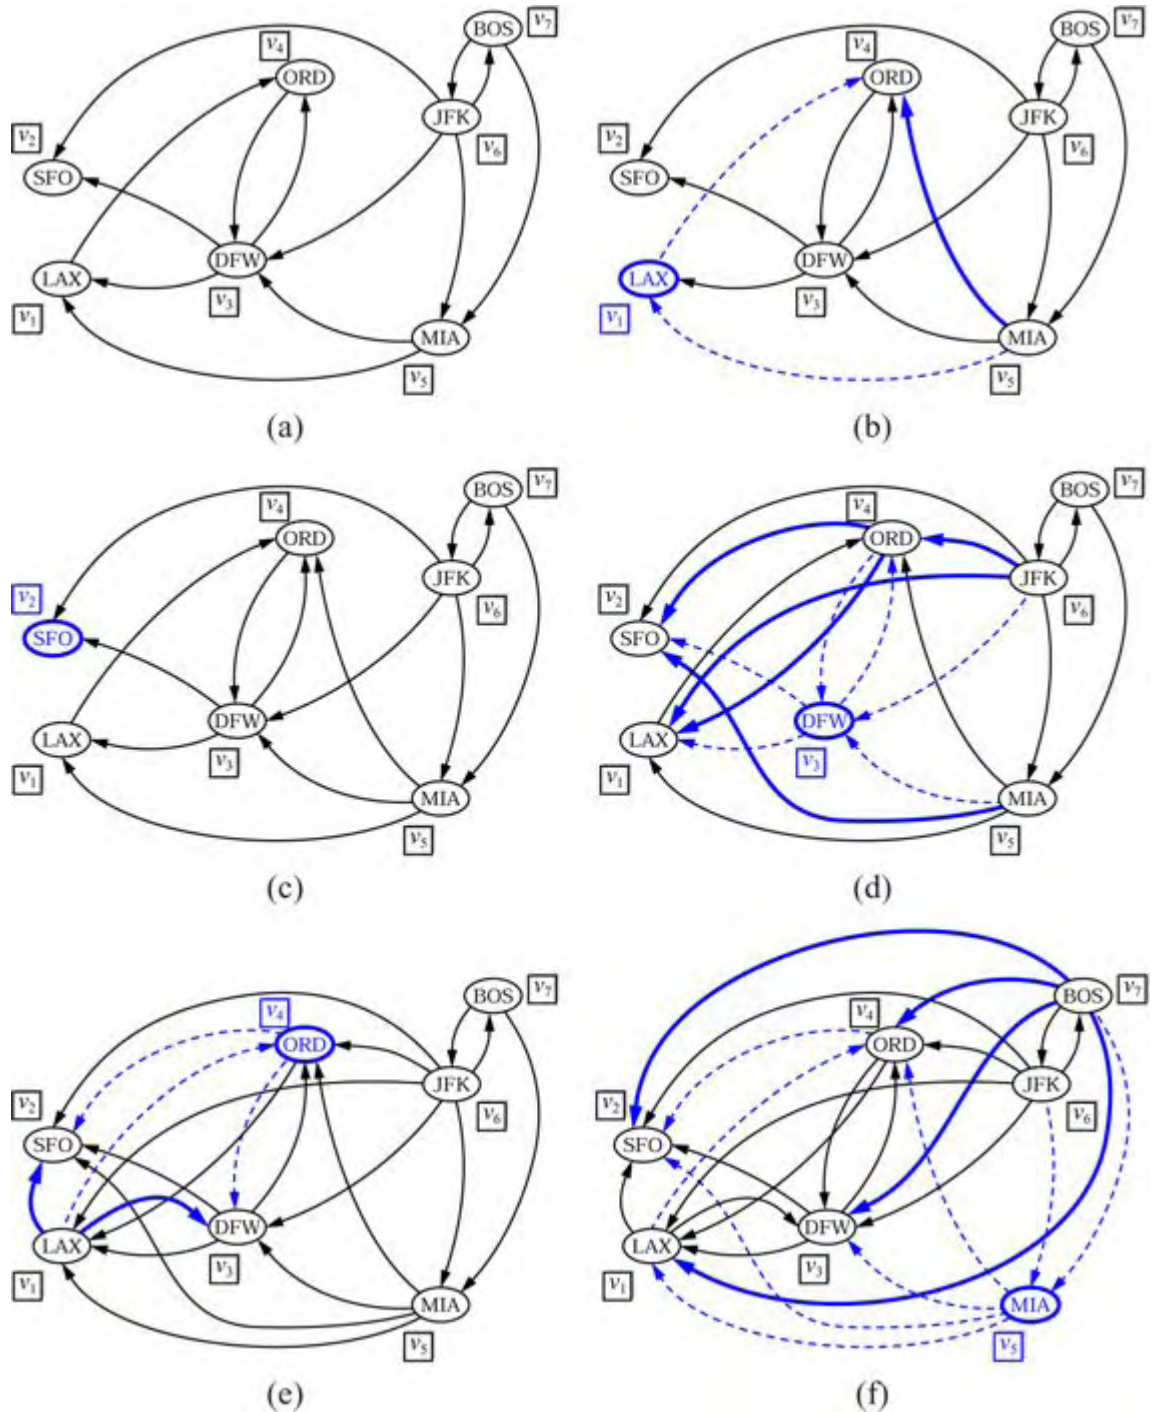 BOS v7
v4
ORD
JFK
v2
v6
SFO
DFW
LAX
v3
v1
MIA
v5
(a)
BOS v7
v4
ORD
JFK
v2
v6
SFO
DFW
LAX
v3
v1
MIA
v5
(b)
BOS v7
v4
ORD
JFK
v2
v6
SFO
DFW
LAX
v3
v1
MIA
v5
(c)
BOS v7
v4
ORD
JFK
v2
v6
SFO
DFW
LAX
v3
v1
MIA
v5
(d)
BOS v7
v4
ORD
JFK
v2
v6
SFO
DFW
LAX
v3
v1
MIA
v5
(e)
BOS v7
v4
ORD
JFK
v2
v6
SFO
DFW
LAX
v3
v1
MIA
v5
(f)